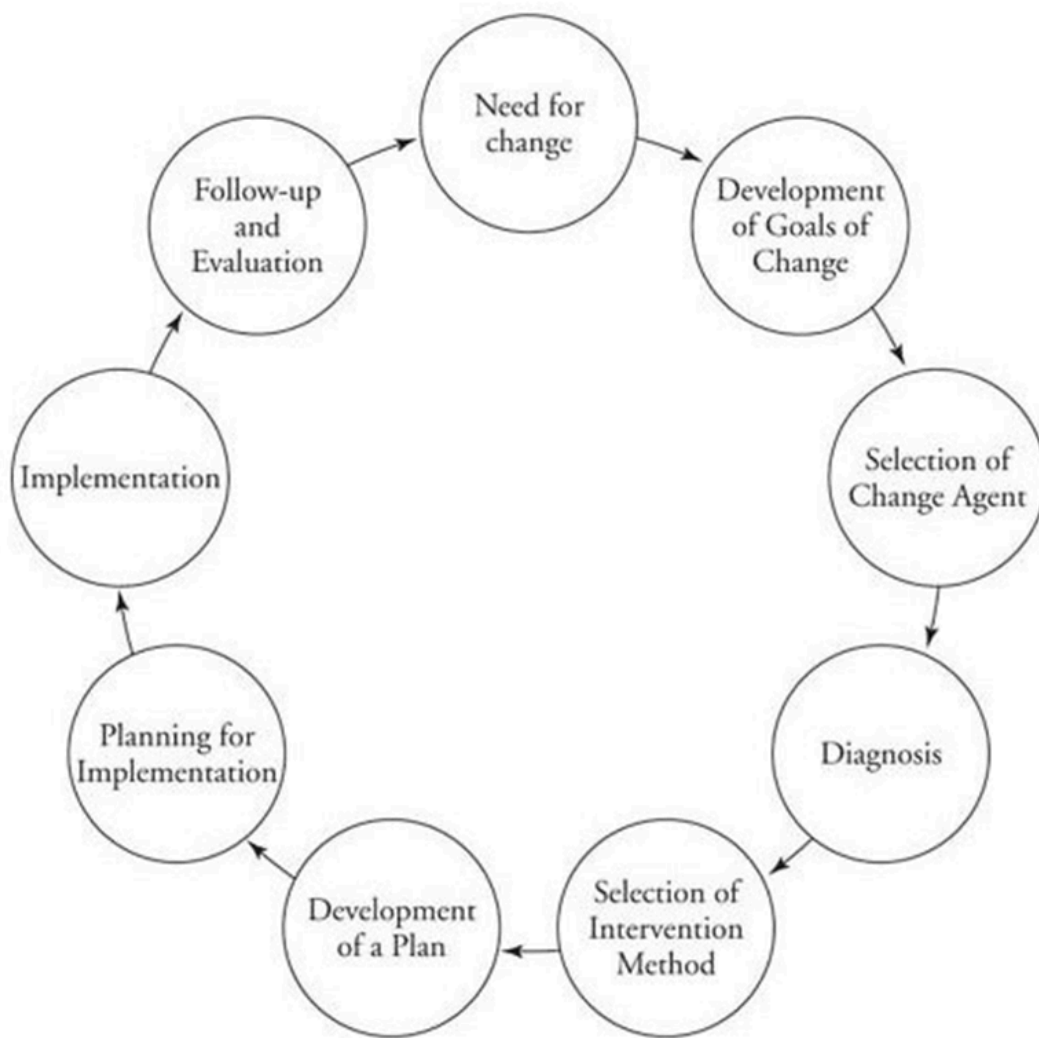 Need for
change
Development
of Goals of
Change
Selection of
Change Agent
Diagnosis
Selection of
Intervention
Method
Development
of a Plan
Planning for
Implementation
Implementation
Follow-up
and
Evaluation